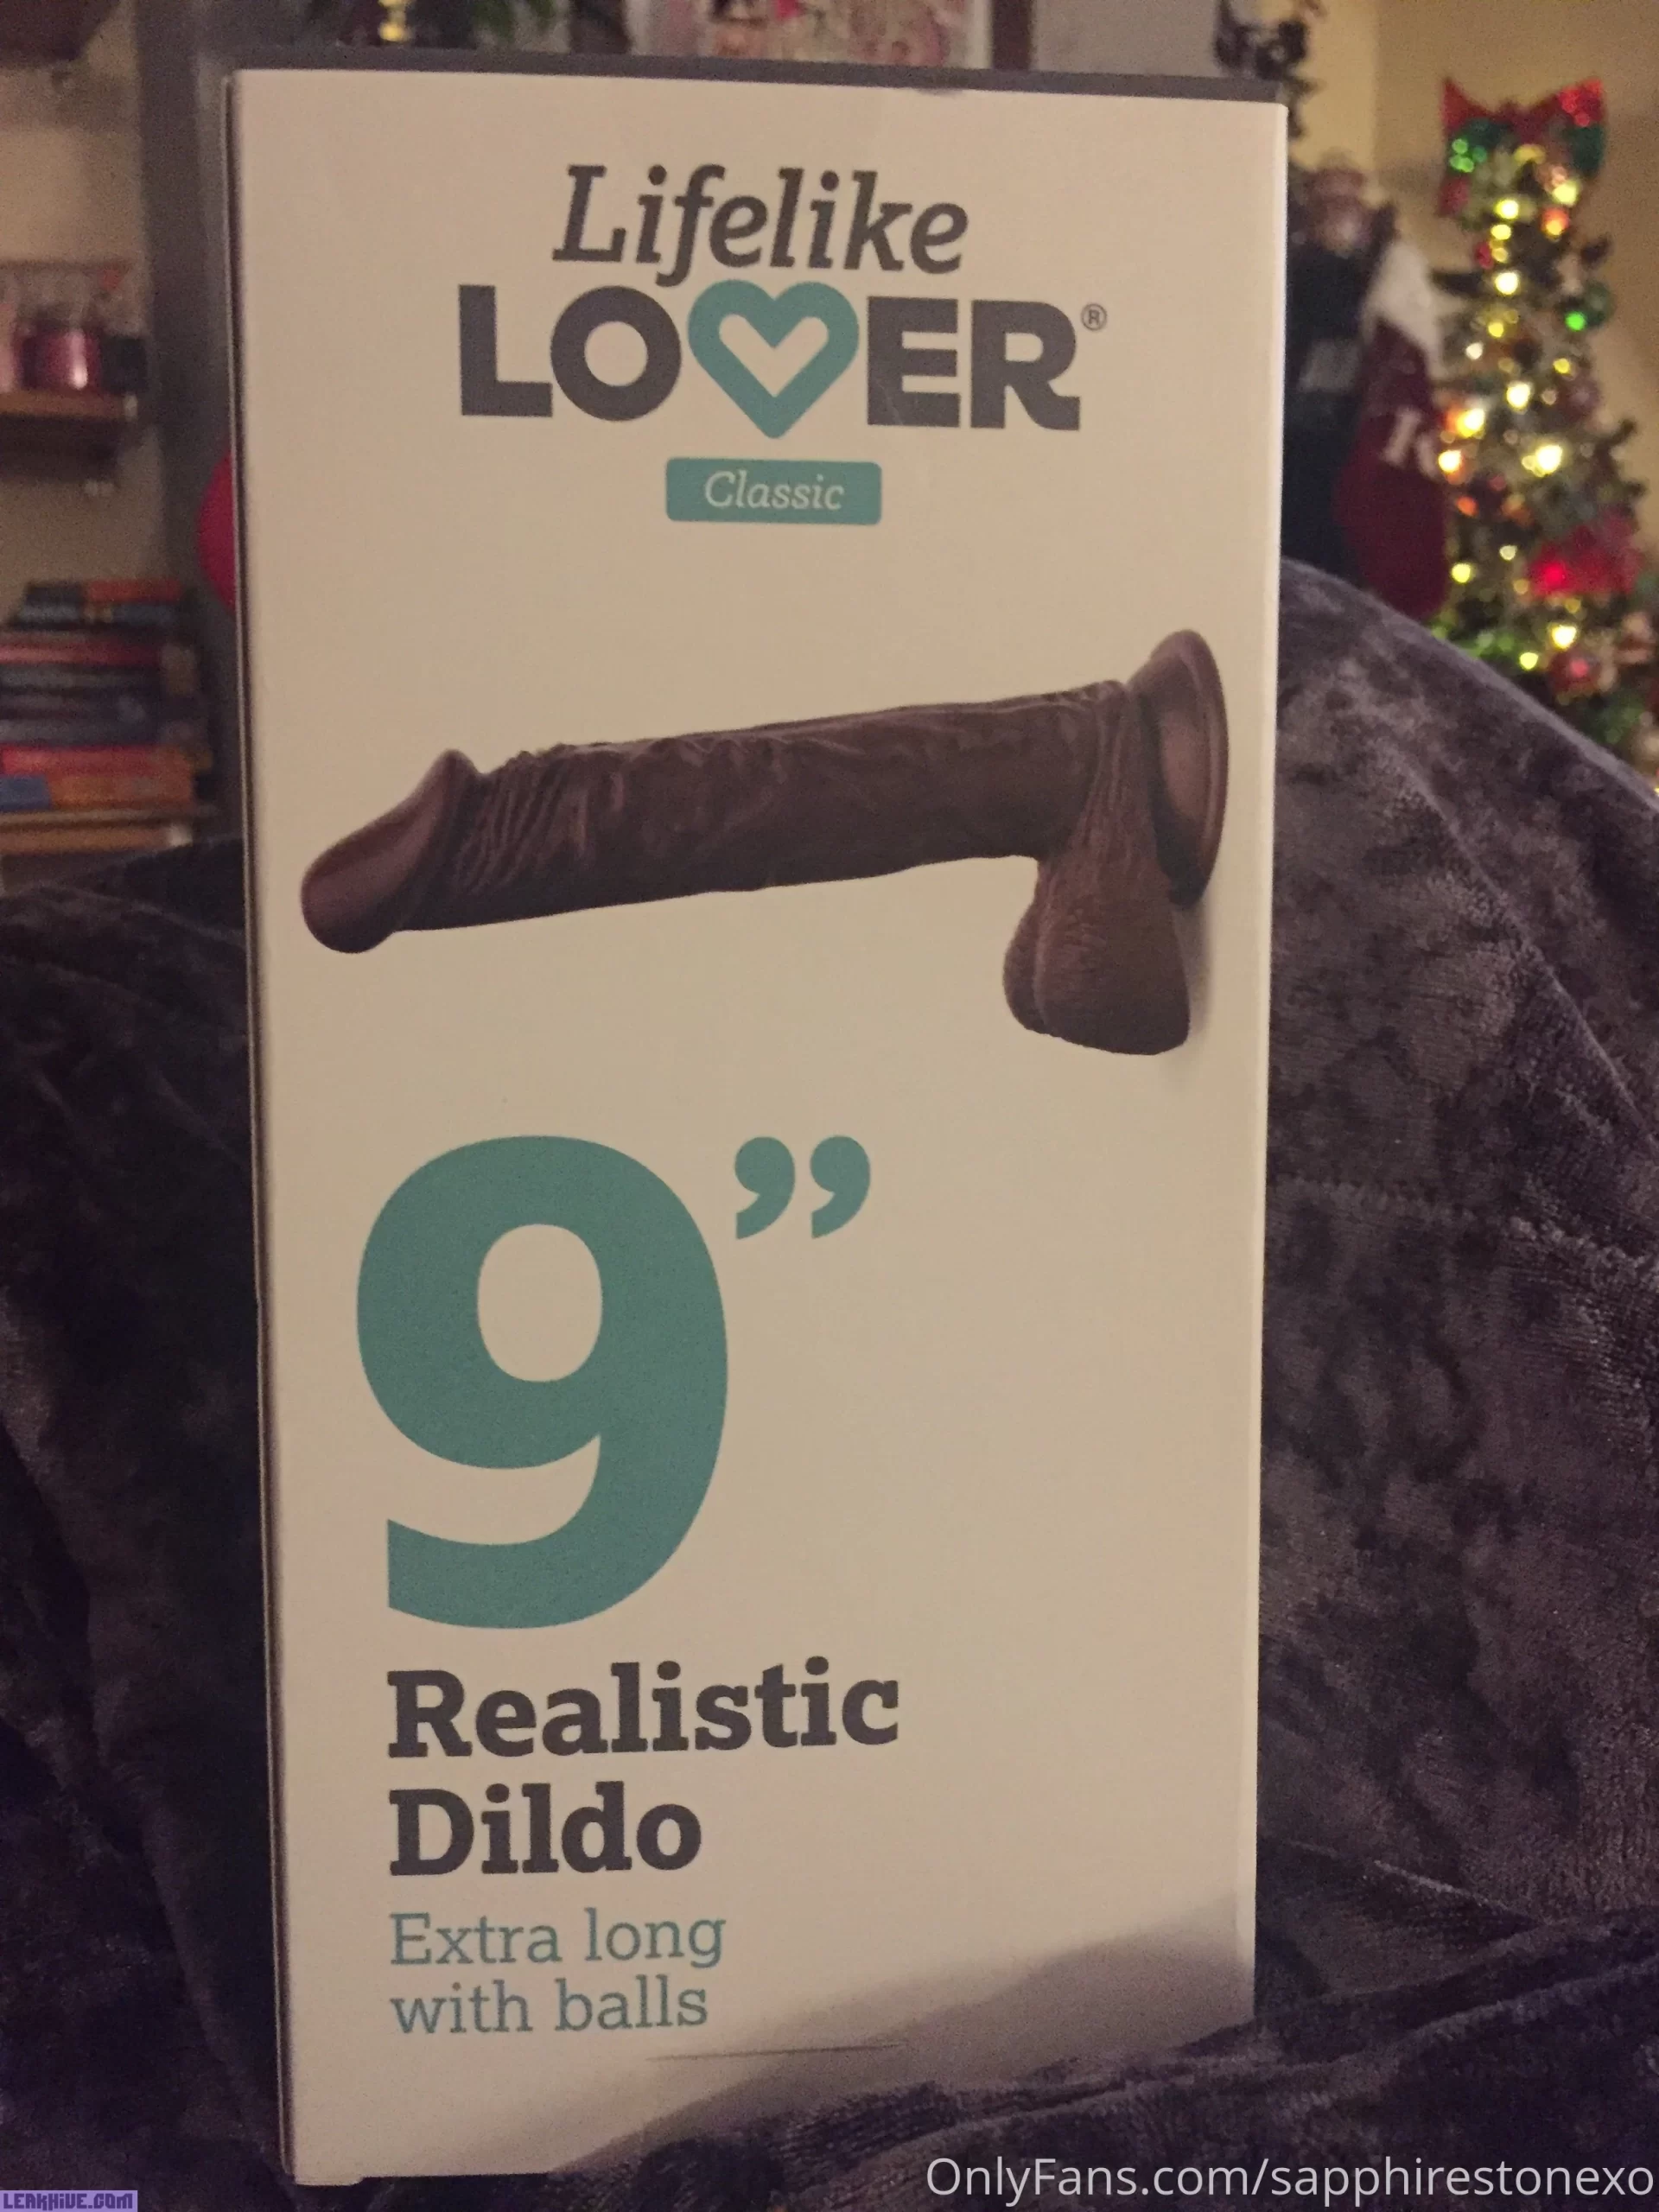 Lifelike
LOVER®
Classic
9”
Realistic
Dildo
Extra long
with balls
OnlyFans.com/sapphirestonexo
LEAKHIVE.COM